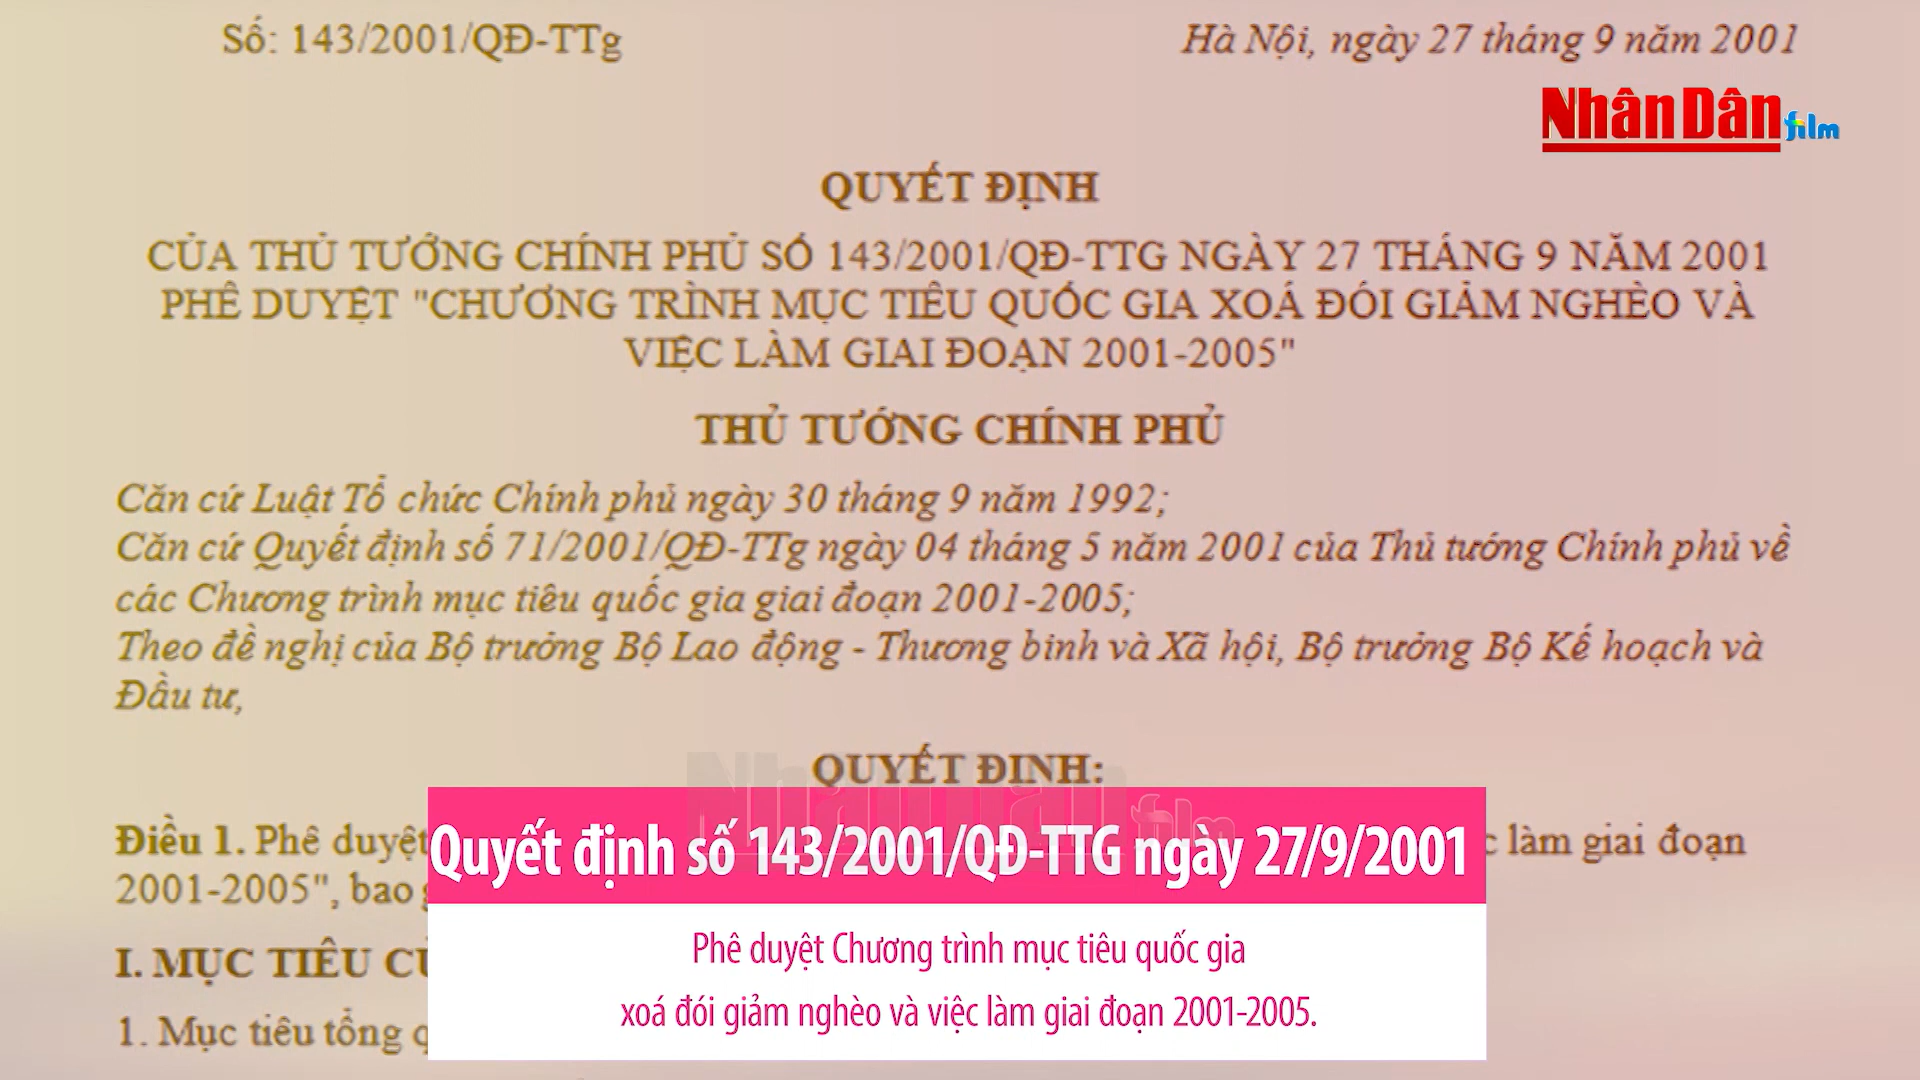 Số: 143/2001/QĐ-TTg
Hà Nội, ngày 27 tháng 9 năm 2001
Nhân Dân film
QUYẾT ĐỊNH
CỦA THỦ TƯỚNG CHÍNH PHỦ SỐ 143/2001/QĐ-TTG NGÀY 27 THÁNG 9 NĂM 2001
PHÊ DUYỆT "CHƯƠNG TRÌNH MỤC TIÊU QUỐC GIA XOÁ ĐÓI GIẢM NGHÈO VÀ
VIỆC LÀM GIAI ĐOẠN 2001-2005"
THỦ TƯỚNG CHÍNH PHỦ
Căn cứ Luật Tổ chức Chính phủ ngày 30 tháng 9 năm 1992;
Căn cứ Quyết định số 71/2001/QĐ-TTg ngày 04 tháng 5 năm 2001 của Thủ tướng Chính phủ về
các Chương trình mục tiêu quốc gia giai đoạn 2001-2005;
Theo đề nghị của Bộ trưởng Bộ Lao động - Thương binh và Xã hội, Bộ trưởng Bộ Kế hoạch và
Đầu tư,
QUYẾT ĐỊNH:
Nhân Dân film
Điều 1. Phê duyệt
làm giai đoạn
2001-2005", bao
I. MỤC TIÊU
1. Mục tiêu tổng
Quyết định số 143/2001/QĐ-TTG ngày 27/9/2001
Phê duyệt Chương trình mục tiêu quốc gia
xoá đói giảm nghèo và việc làm giai đoạn 2001-2005.